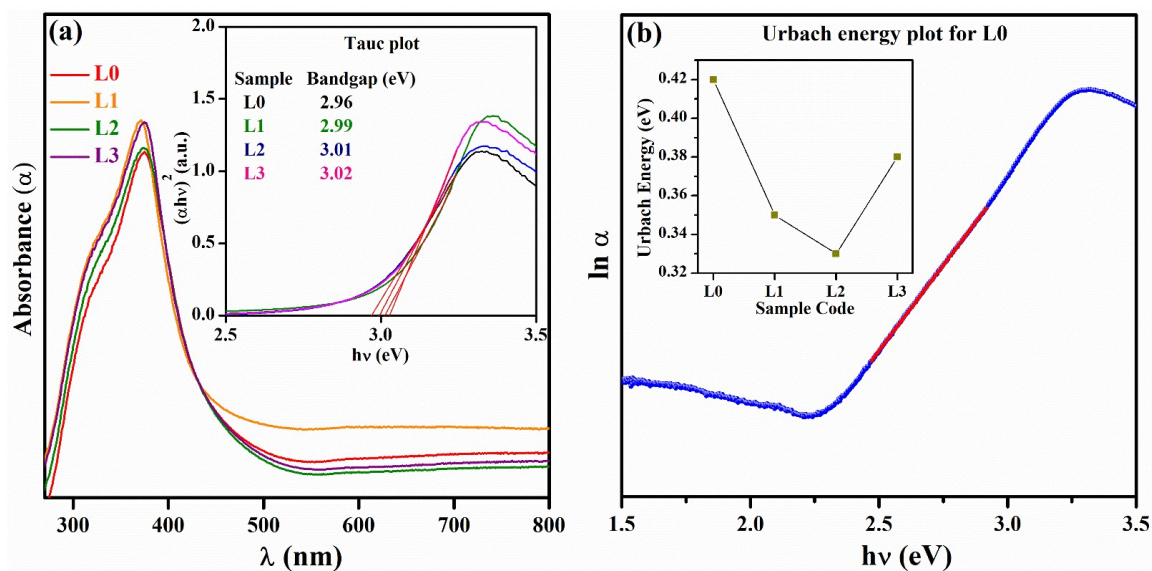 (a)
L0
L1
L2
L3
Absorbance (α)
300 400 500 600 700 800
λ (nm)
Tauc plot
Sample Bandgap (eV)
L0 2.96
L1 2.99
L2 3.01
L3 3.02
(αhν)² (a.u.)
2.0
1.5
1.0
0.5
0.0
2.5 3.0 3.5
hν (eV)
(b)
Urbach energy plot for L0
Urbach Energy (eV)
0.42
0.40
0.38
0.36
0.34
0.32
L0 L1 L2 L3
Sample Code
ln α
1.5 2.0 2.5 3.0 3.5
hν (eV)